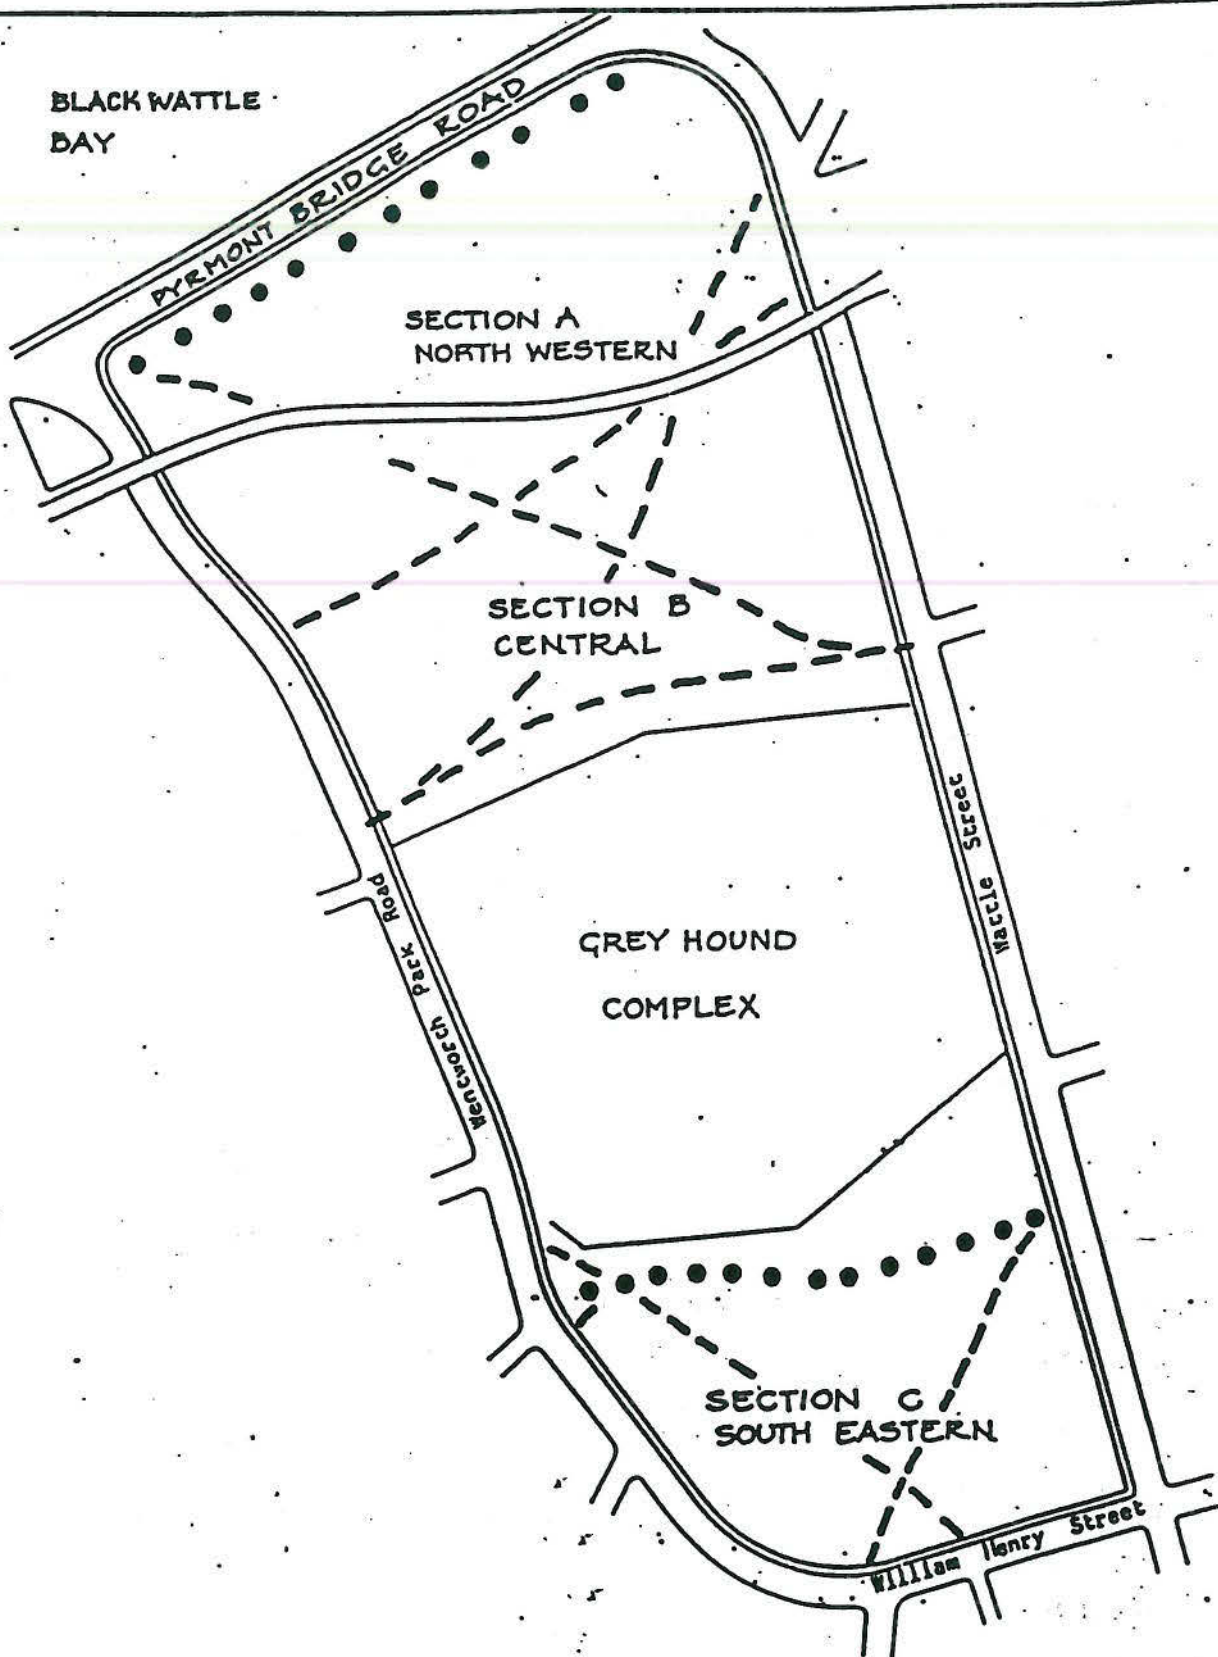 BLACK WATTLE
BAY
PYRMONT BRIDGE ROAD
SECTION A
NORTH WESTERN
SECTION B
CENTRAL
Wattle Street
Wentworth Park Road
GREY HOUND
COMPLEX
SECTION C
SOUTH EASTERN
William Henry Street